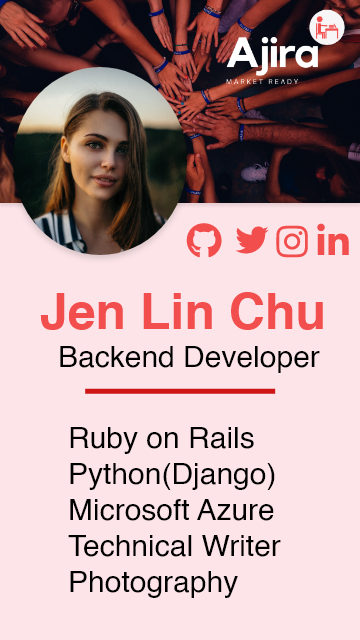 Ajira
MARKET READY
Jen Lin Chu
Backend Developer
Ruby on Rails
Python(Django)
Microsoft Azure
Technical Writer
Photography